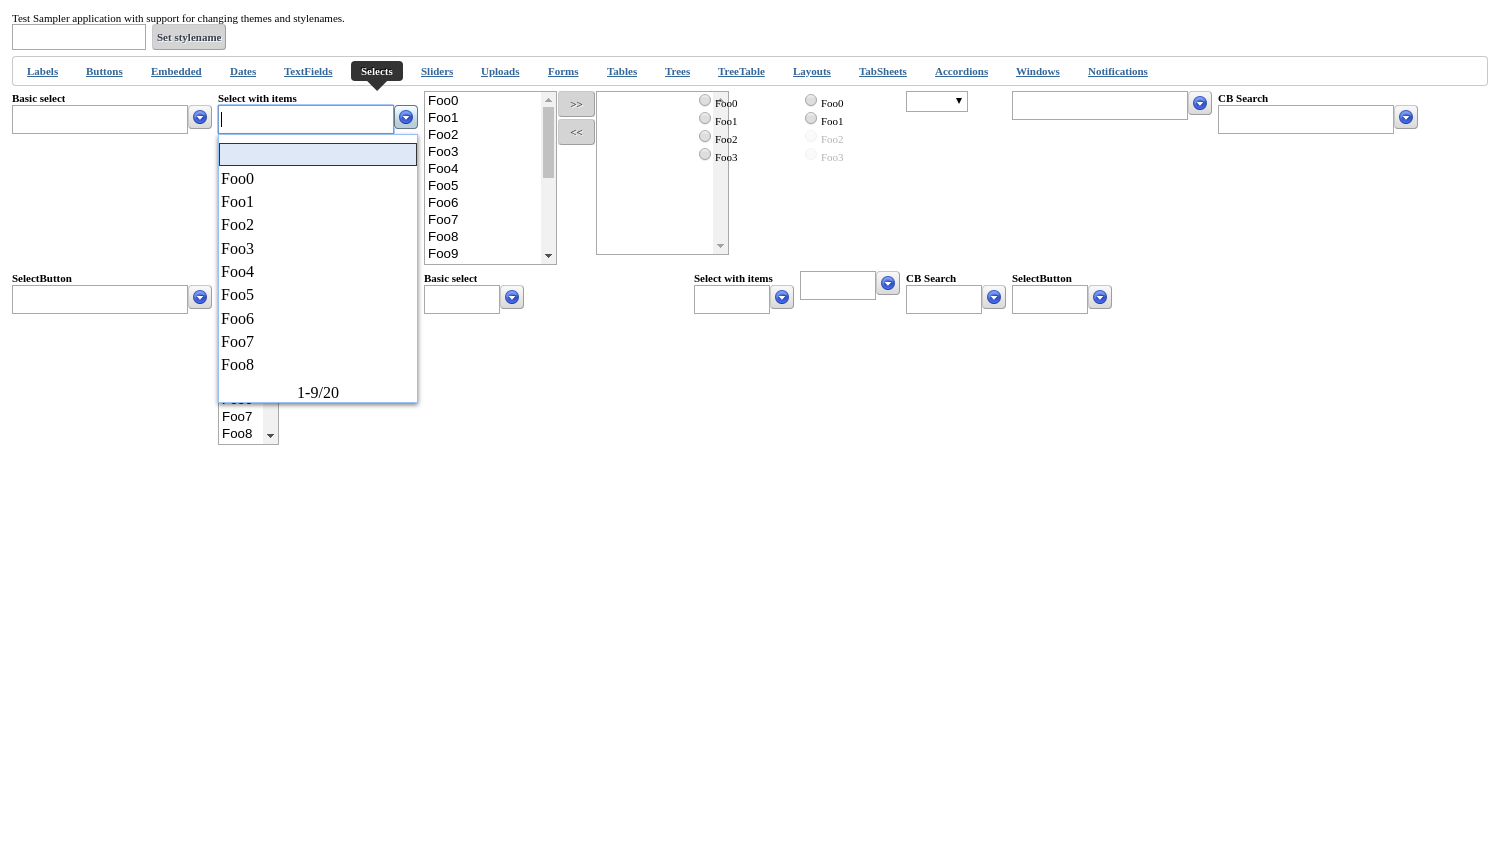 Test Sampler application with support for changing themes and stylenames.
Set stylename
Labels Buttons Embedded Dates TextFields Selects Sliders Uploads Forms Tables Trees TreeTable Layouts TabSheets Accordions Windows Notifications
Basic select
Select with items
Foo0
Foo1
Foo2
Foo3
Foo4
Foo5
Foo6
Foo7
Foo8
1-9/20
Foo0
Foo1
Foo2
Foo3
Foo4
Foo5
Foo6
Foo7
Foo8
Foo9
>>
<<
Foo0
Foo1
Foo2
Foo3
Foo0
Foo1
Foo2
Foo3
CB Search
SelectButton
Foo7
Foo8
Basic select
Select with items
CB Search
SelectButton